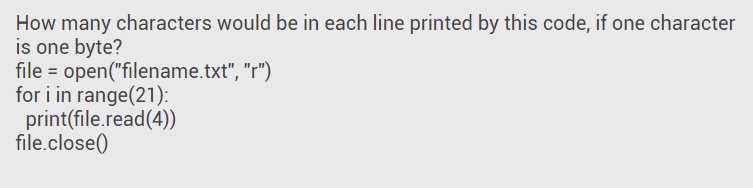 How many characters would be in each line printed by this code, if one character
is one byte?
file = open("filename.txt", "r")
for i in range(21):
  print(file.read(4))
file.close()